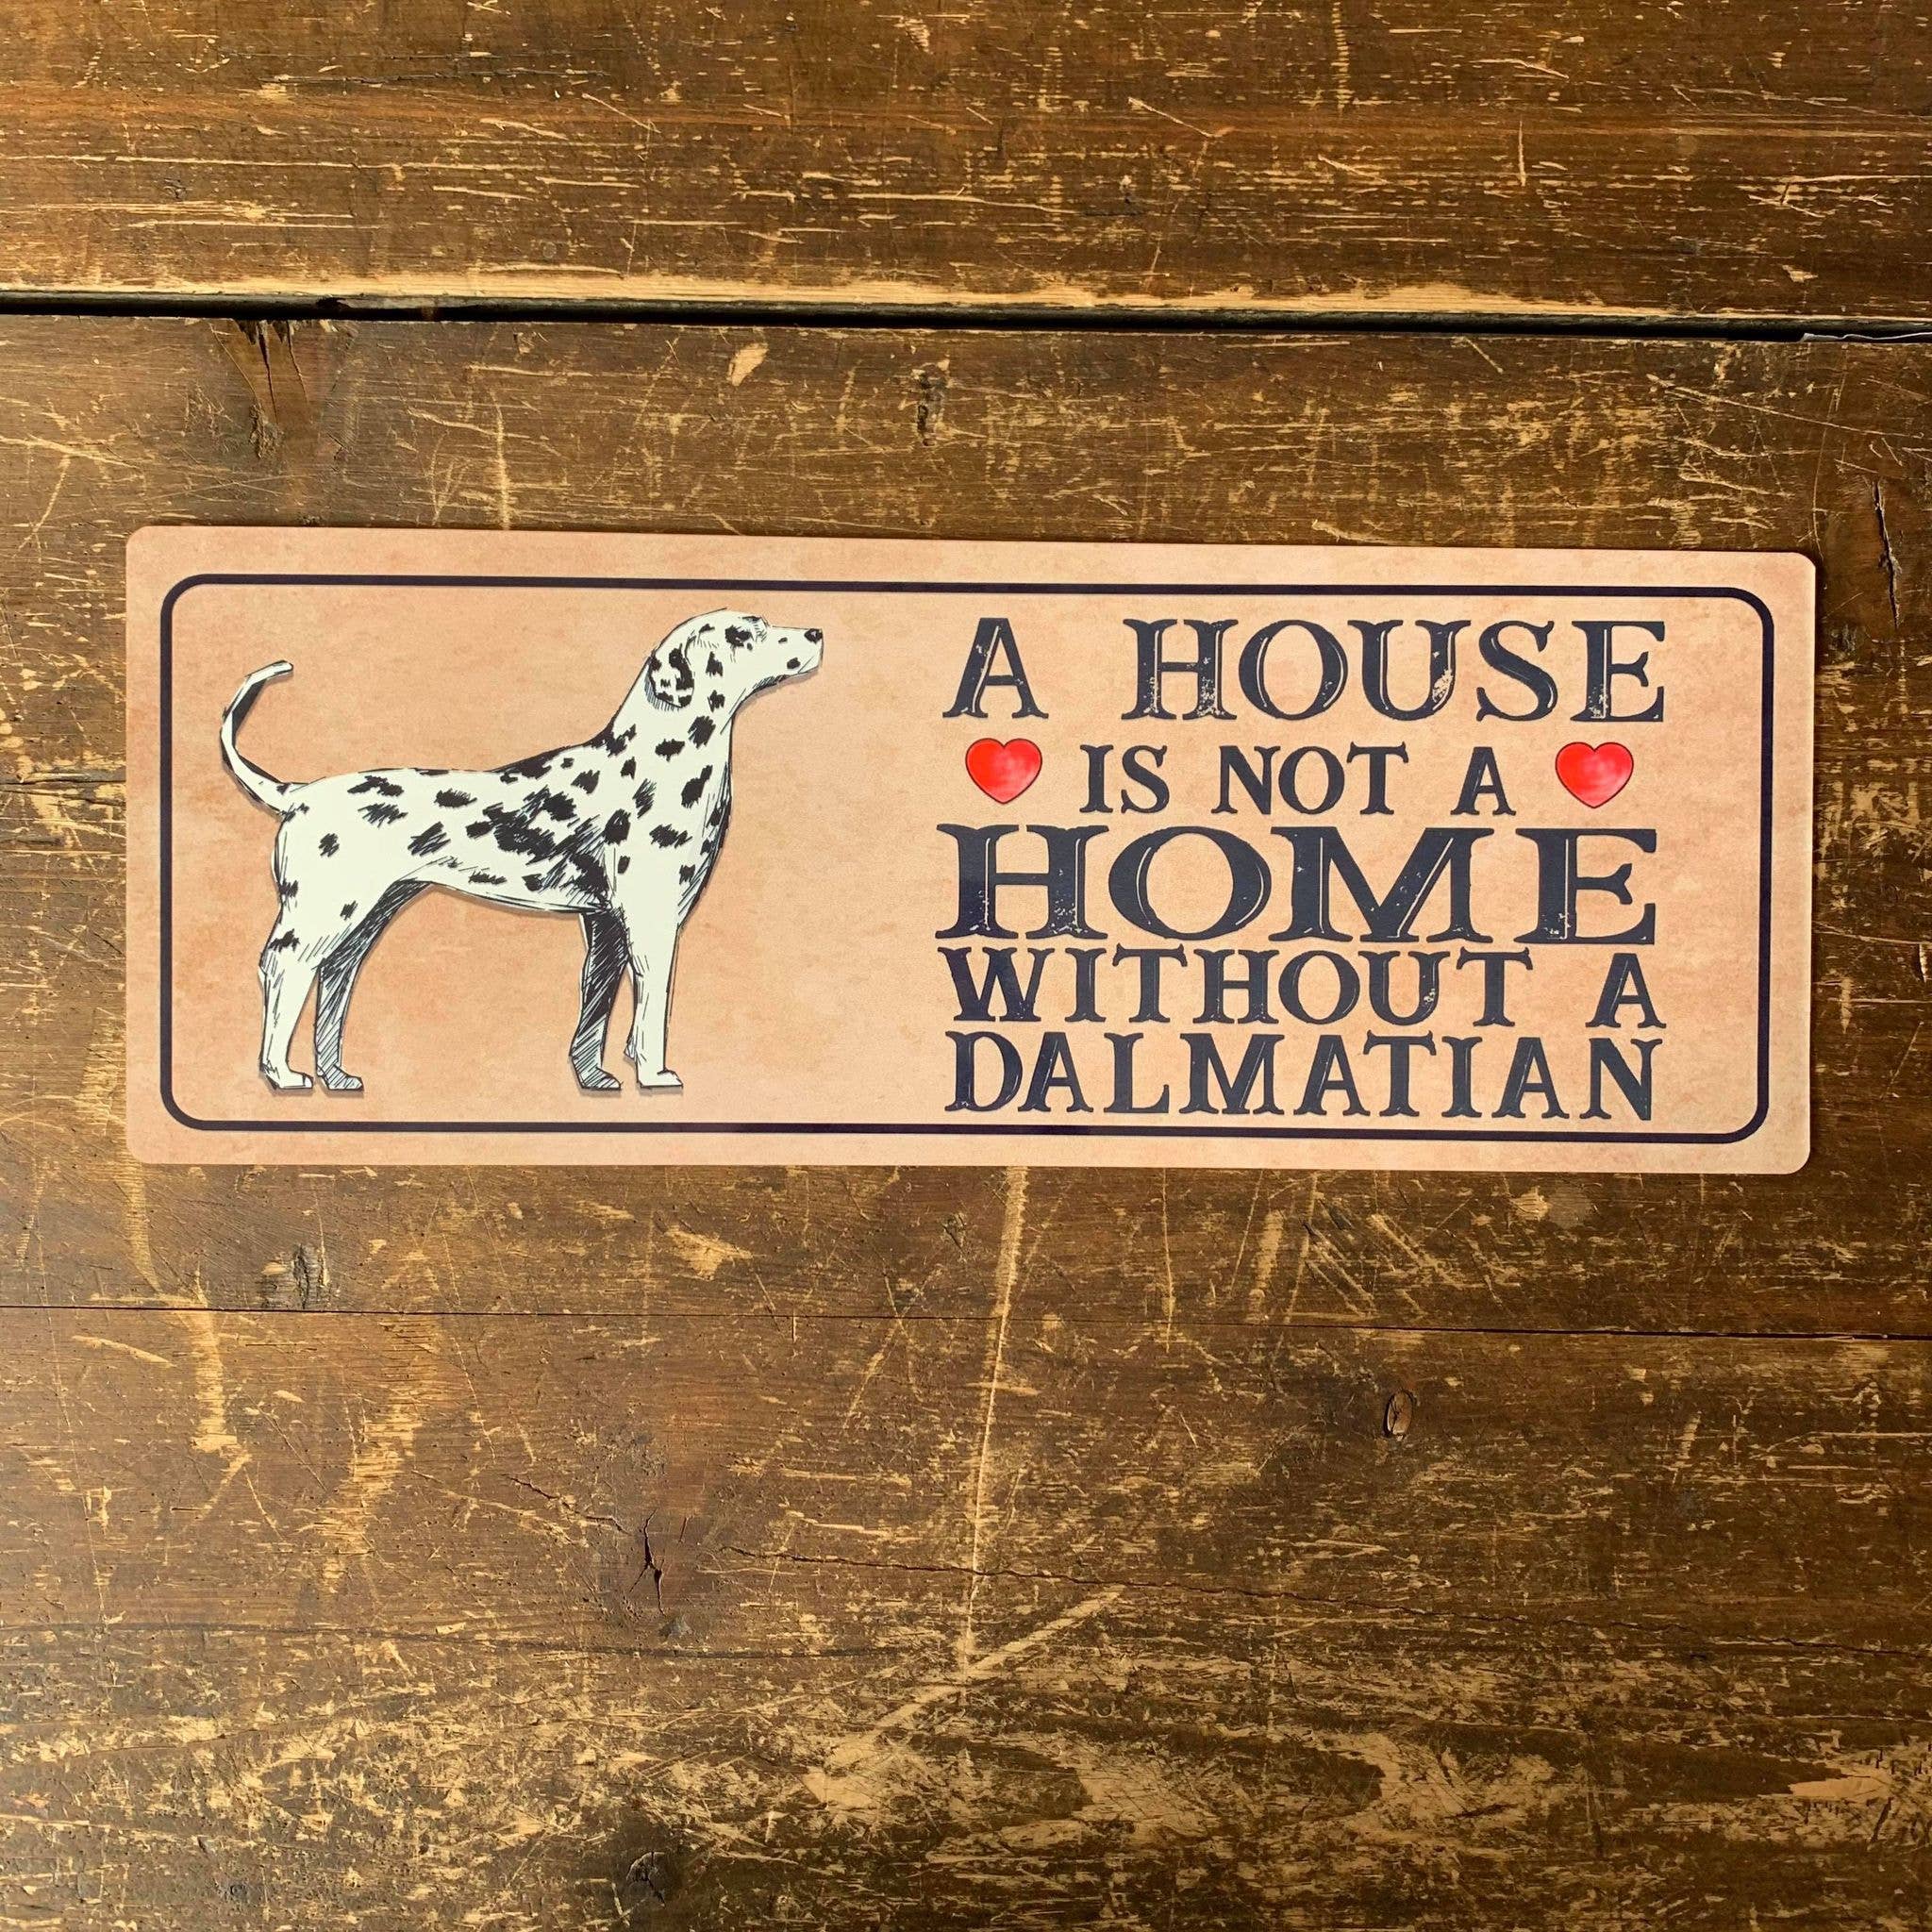 A HOUSE
IS NOT A
HOME
WITHOUT A
DALMATIAN